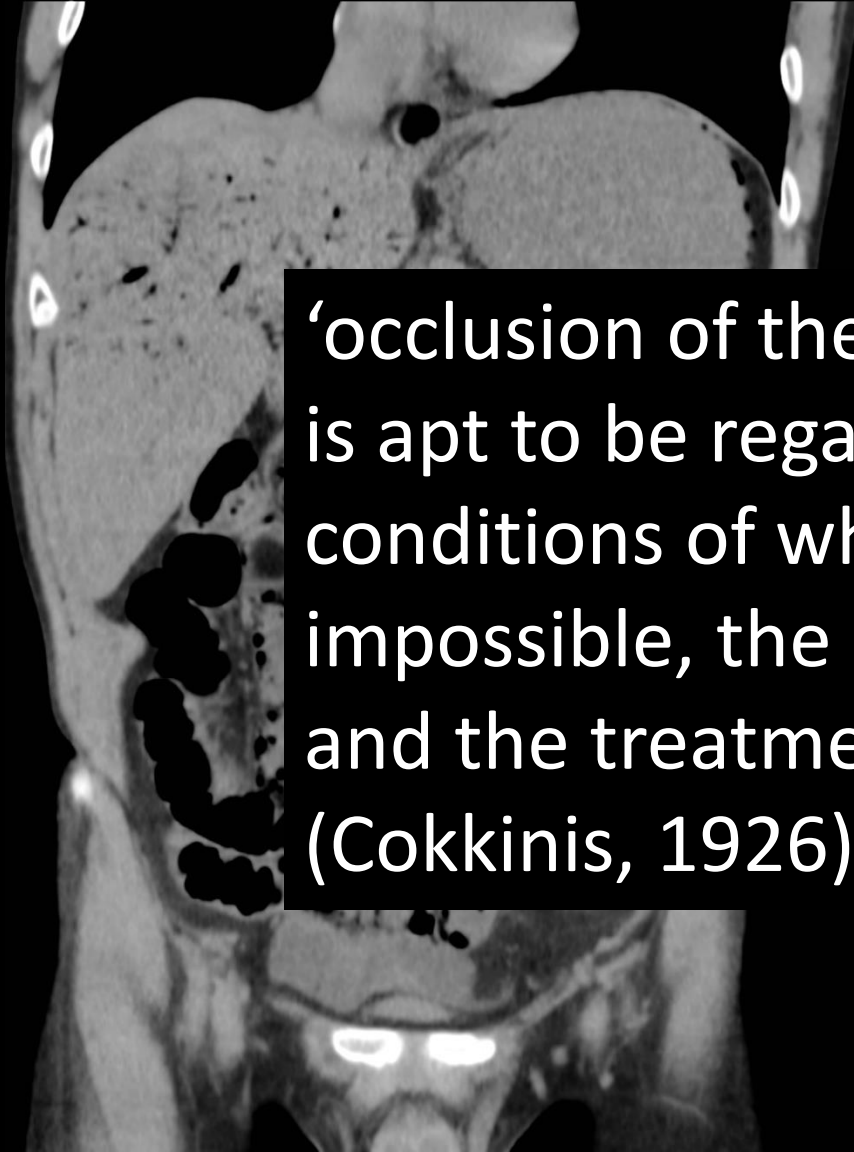 ‘occlusion of the
is apt to be rega
conditions of wh
impossible, the
and the treatme
(Cokkinis, 1926)